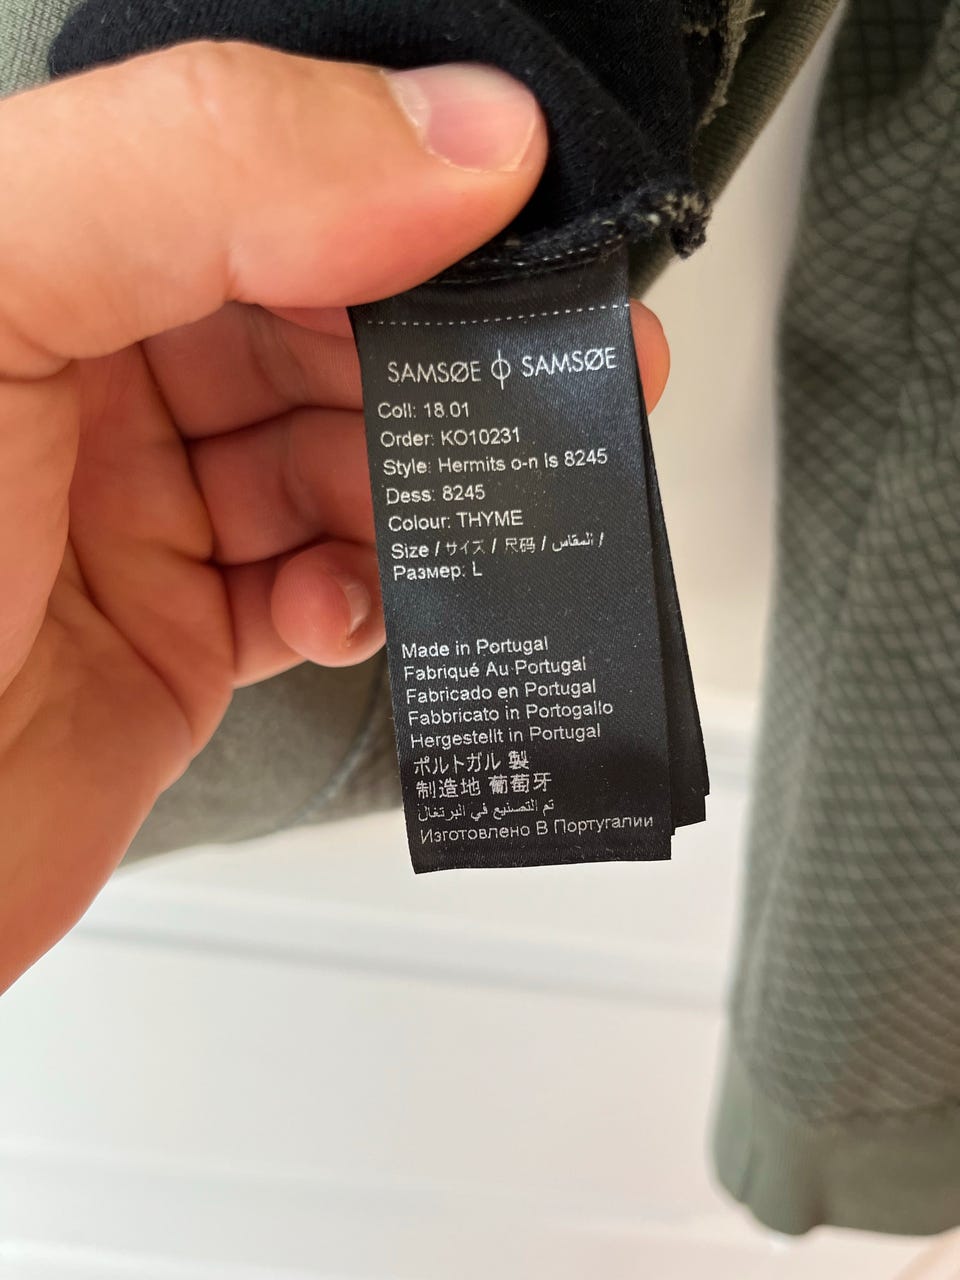 SAMSØE ϕ SAMSØE
Coll: 18.01
Order: KO10231
Style: Hermits o-n ls 8245
Dess: 8245
Colour: THYME
Size / サイズ / 尺码 / المقاس /
Размер: L
Made in Portugal
Fabriqué Au Portugal
Fabricado en Portugal
Fabbricato in Portogallo
Hergestellt in Portugal
ポルトガル 製
制造地 葡萄牙
تم التصنيع في البرتغال
Изготовлено В Португалии